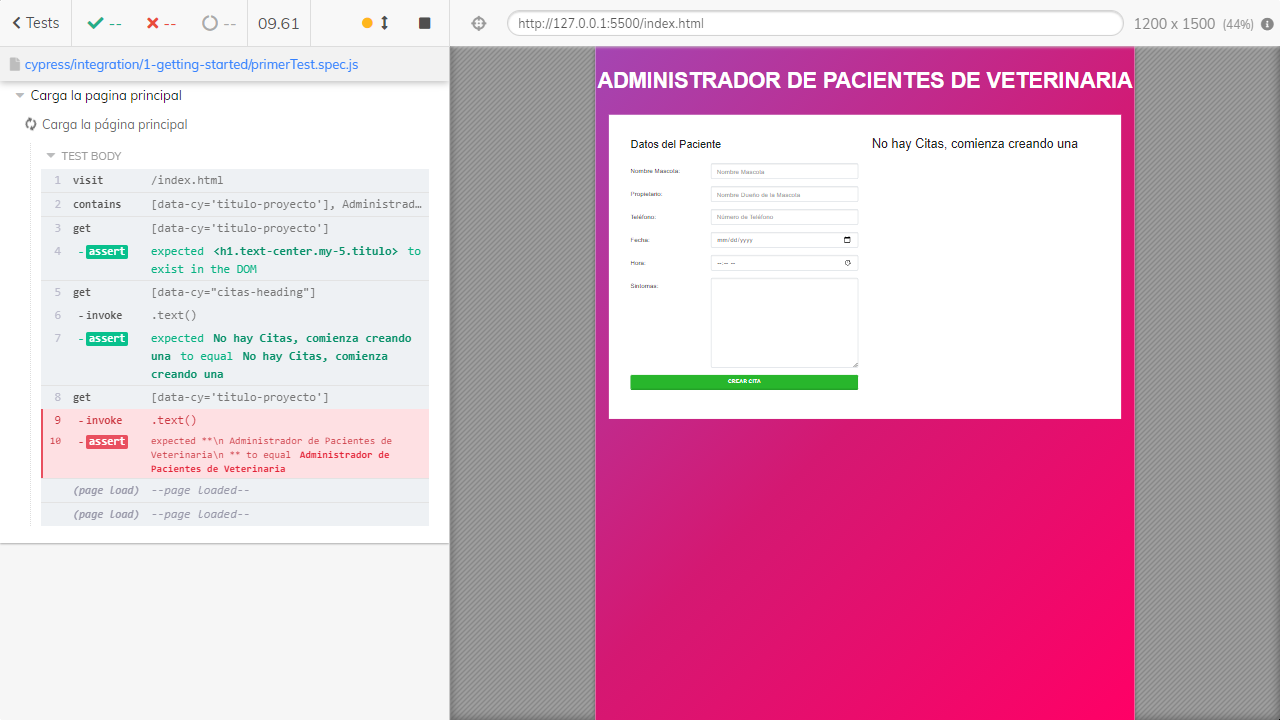 Tests
--
--
--
09.61
http://127.0.0.1:5500/index.html
1200 x 1500 (44%)
cypress/integration/1-getting-started/primerTest.spec.js
Carga la pagina principal
Carga la página principal
TEST BODY
1 visit /index.html
2 contains [data-cy='titulo-proyecto'], Administrad…
3 get [data-cy='titulo-proyecto']
4 -assert expected <h1.text-center.my-5.titulo> to
exist in the DOM
5 get [data-cy="citas-heading"]
6 -invoke .text()
7 -assert expected No hay Citas, comienza creando
una to equal No hay Citas, comienza
creando una
8 get [data-cy='titulo-proyecto']
9 -invoke .text()
10 -assert expected **\n Administrador de Pacientes de
Veterinaria\n ** to equal Administrador de
Pacientes de Veterinaria
(page load) --page loaded--
(page load) --page loaded--
ADMINISTRADOR DE PACIENTES DE VETERINARIA
Datos del Paciente
Nombre Mascota: Nombre Mascota
Propietario: Nombre Dueño de la Mascota
Teléfono: Número de Teléfono
Fecha: mm/dd/yyyy
Hora: --:-- --
Sintomas:
CREAR CITA
No hay Citas, comienza creando una